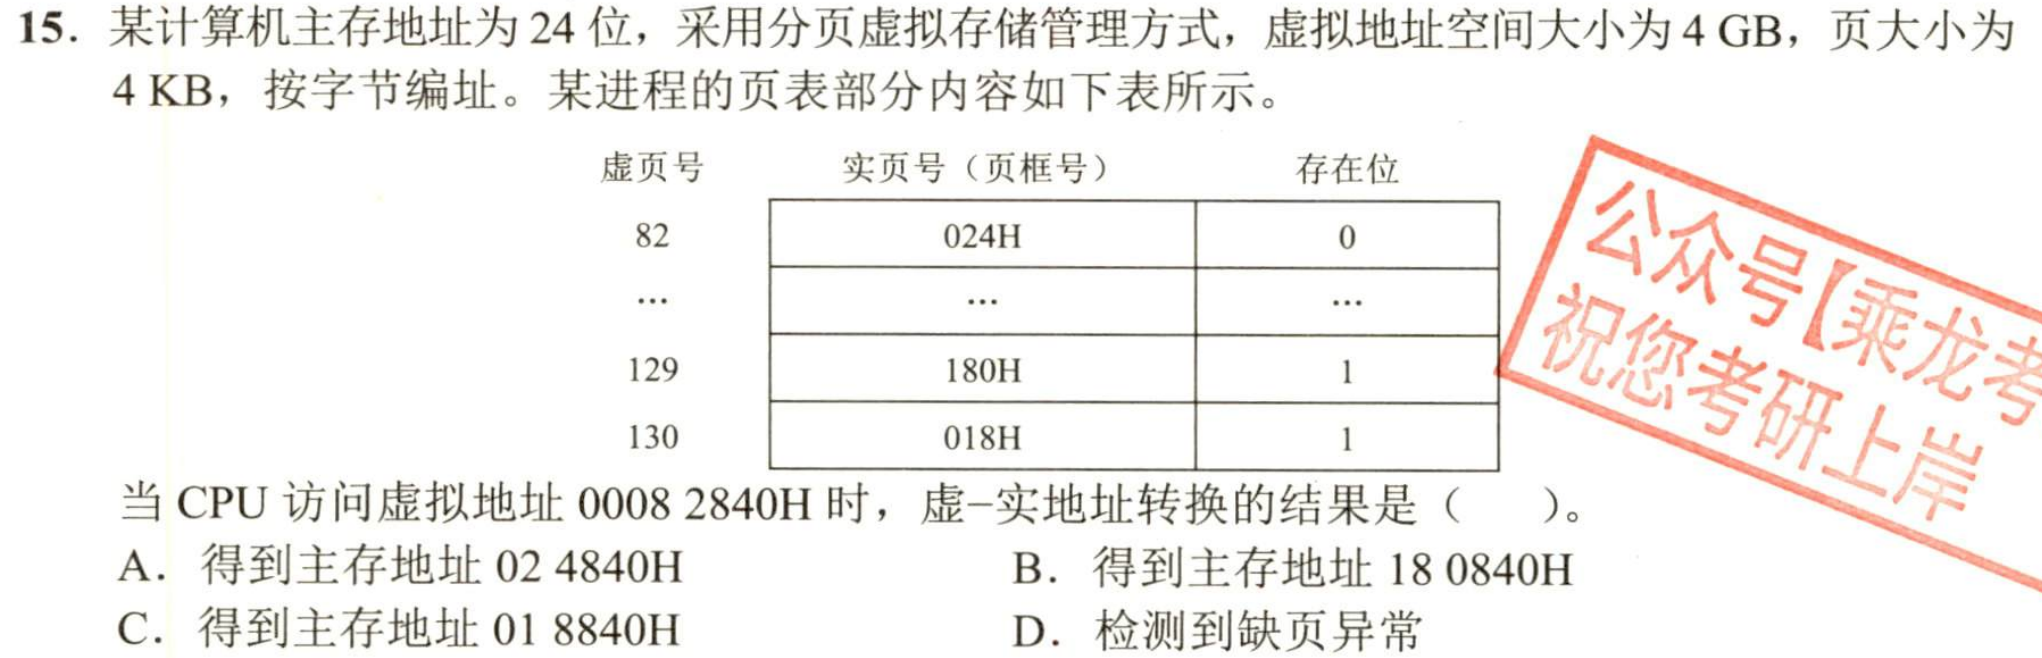 15. 某计算机主存地址为 24 位，采用分页虚拟存储管理方式，虚拟地址空间大小为 4 GB，页大小为
4 KB，按字节编址。某进程的页表部分内容如下表所示。
虚页号 实页号（页框号） 存在位
82 024H 0
… … …
129 180H 1
130 018H 1
公众号【乘龙考
祝您考研上岸
当 CPU 访问虚拟地址 0008 2840H 时，虚–实地址转换的结果是（ ）。
A. 得到主存地址 02 4840H B. 得到主存地址 18 0840H
C. 得到主存地址 01 8840H D. 检测到缺页异常